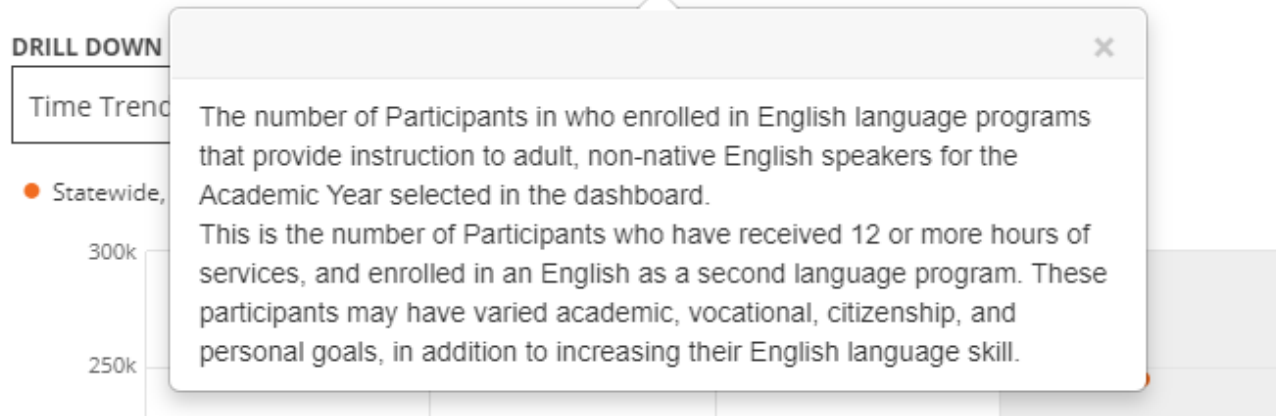 DRILL DOWN
Time Trend
×
The number of Participants in who enrolled in English language programs
that provide instruction to adult, non-native English speakers for the
Academic Year selected in the dashboard.
This is the number of Participants who have received 12 or more hours of
services, and enrolled in an English as a second language program. These
participants may have varied academic, vocational, citizenship, and
personal goals, in addition to increasing their English language skill.
Statewide,
300k
250k